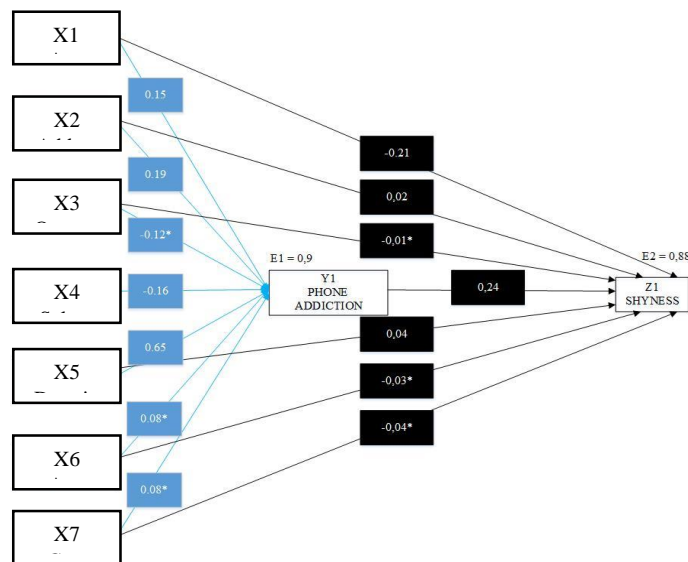 X1
0.15
X2
-0.21
0.19
0,02
X3
-0.12*
-0,01*
E1 = 0,9
E2 = 0,88
X4
-0.16
Y1
PHONE
ADDICTION
0,24
Z1
SHYNESS
0.65
0,04
X5
-0,03*
0.08*
-0,04*
X6
0.08*
X7